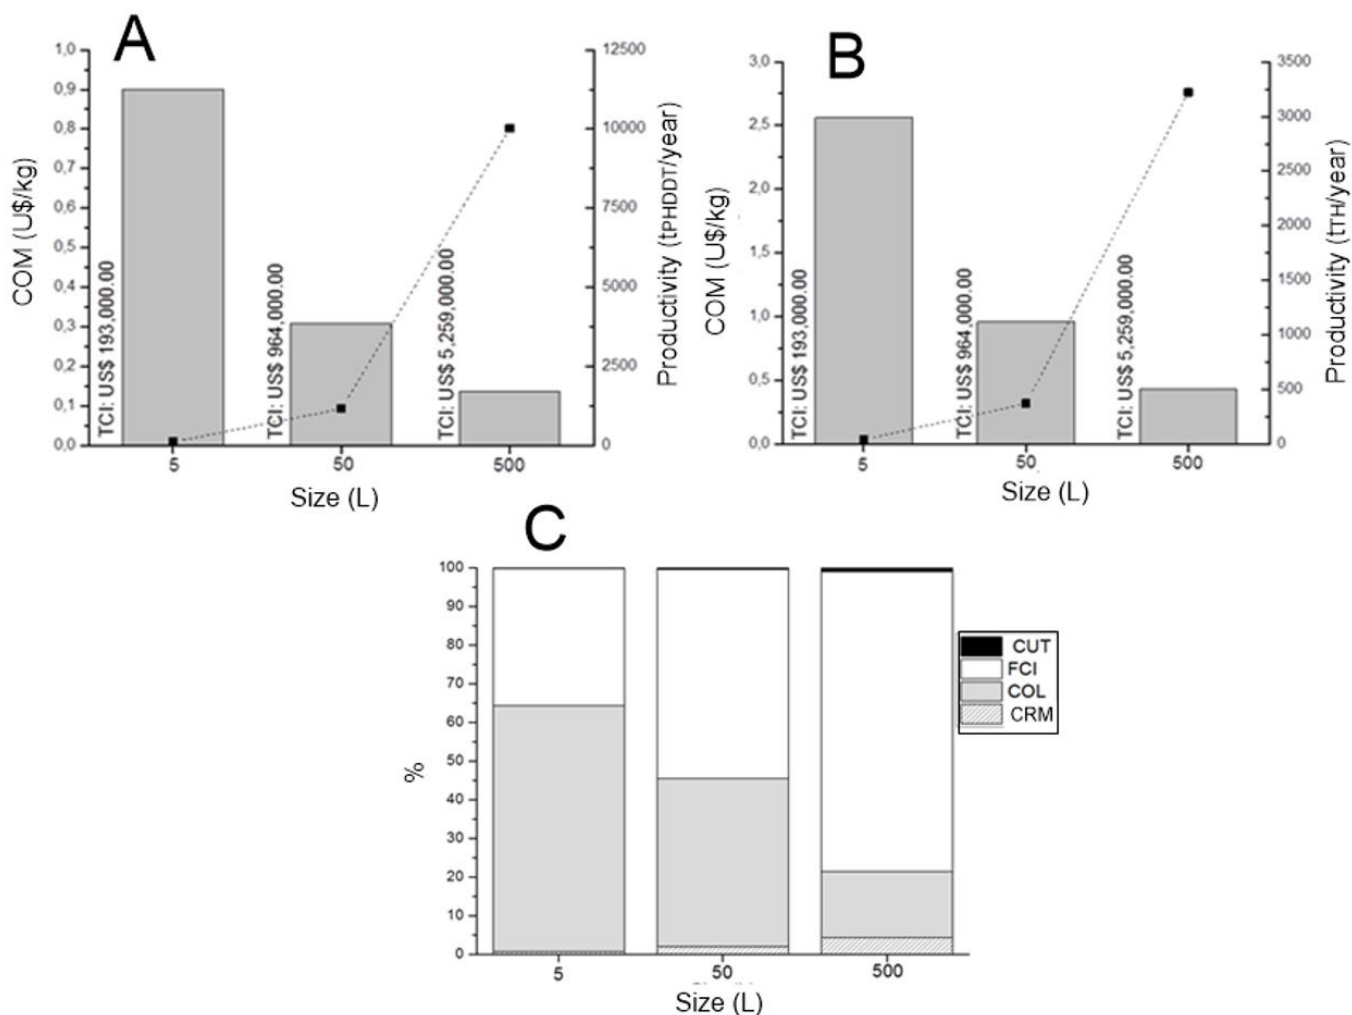 A
COM (U$/kg)
1,0
0,9
0,8
0,7
0,6
0,5
0,4
0,3
0,2
0,1
0,0
TCI: US$ 193,000.00
TCI: US$ 964,000.00
TCI: US$ 5,259,000.00
12500
10000
7500
5000
2500
0
Productivity (tPHDDT/year)
5
50
500
Size (L)
B
COM (U$/kg)
3,0
2,5
2,0
1,5
1,0
0,5
0,0
TCI: US$ 193,000.00
TCI: US$ 964,000.00
TCI: US$ 5,259,000.00
3500
3000
2500
2000
1500
1000
500
0
Productivity (tTH/year)
5
50
500
Size (L)
C
%
100
90
80
70
60
50
40
30
20
10
0
5
50
500
Size (L)
CUT
FCI
COL
CRM